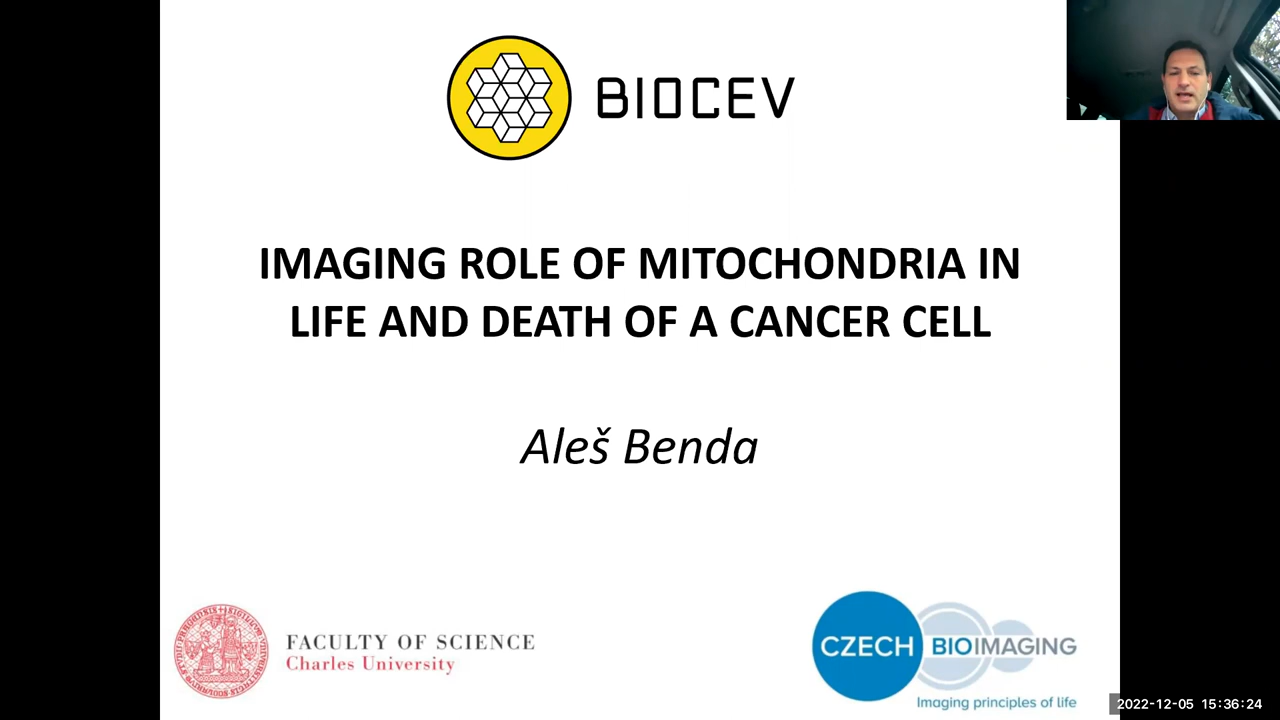 BIOCEV
IMAGING ROLE OF MITOCHONDRIA IN
LIFE AND DEATH OF A CANCER CELL
Aleš Benda
FACULTY OF SCIENCE
Charles University
CZECH BIOIMAGING
Imaging principles of life
2022-12-05 15:36:24